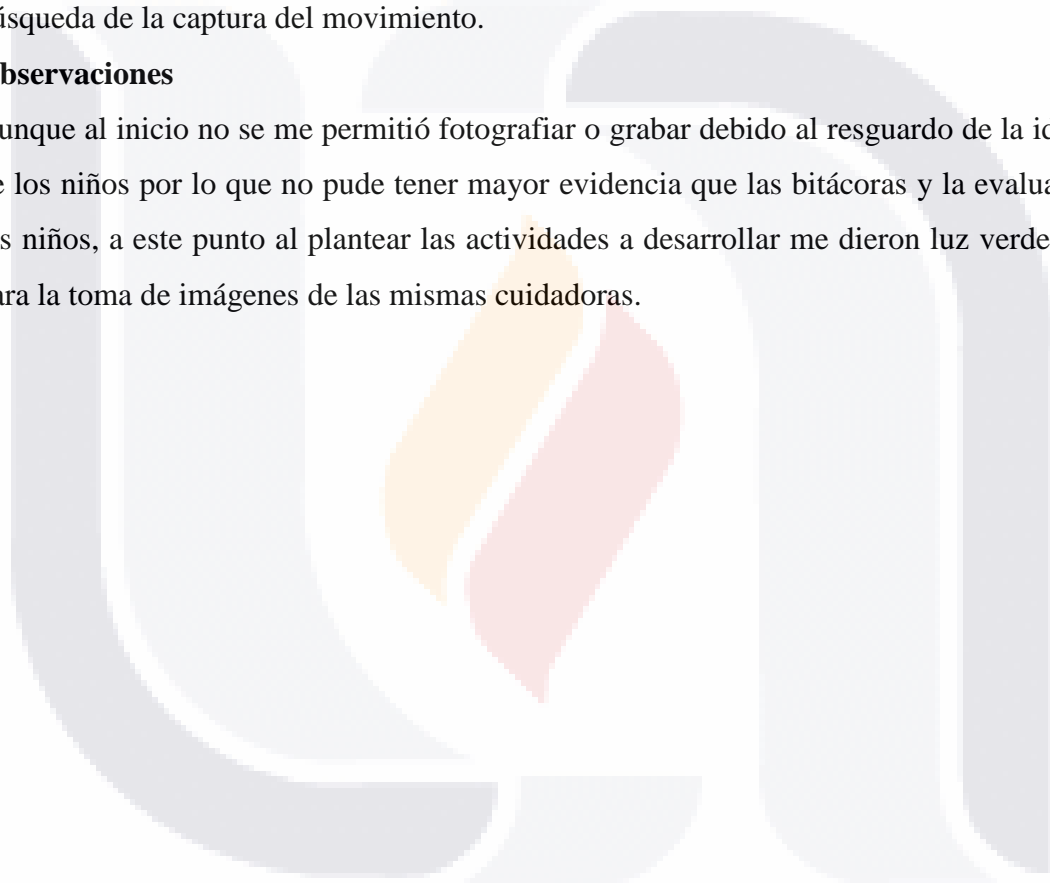 úsqueda de la captura del movimiento.
bservaciones
unque al inicio no se me permitió fotografiar o grabar debido al resguardo de la id
e los niños por lo que no pude tener mayor evidencia que las bitácoras y la evalua
s niños, a este punto al plantear las actividades a desarrollar me dieron luz verde
ara la toma de imágenes de las mismas cuidadoras.